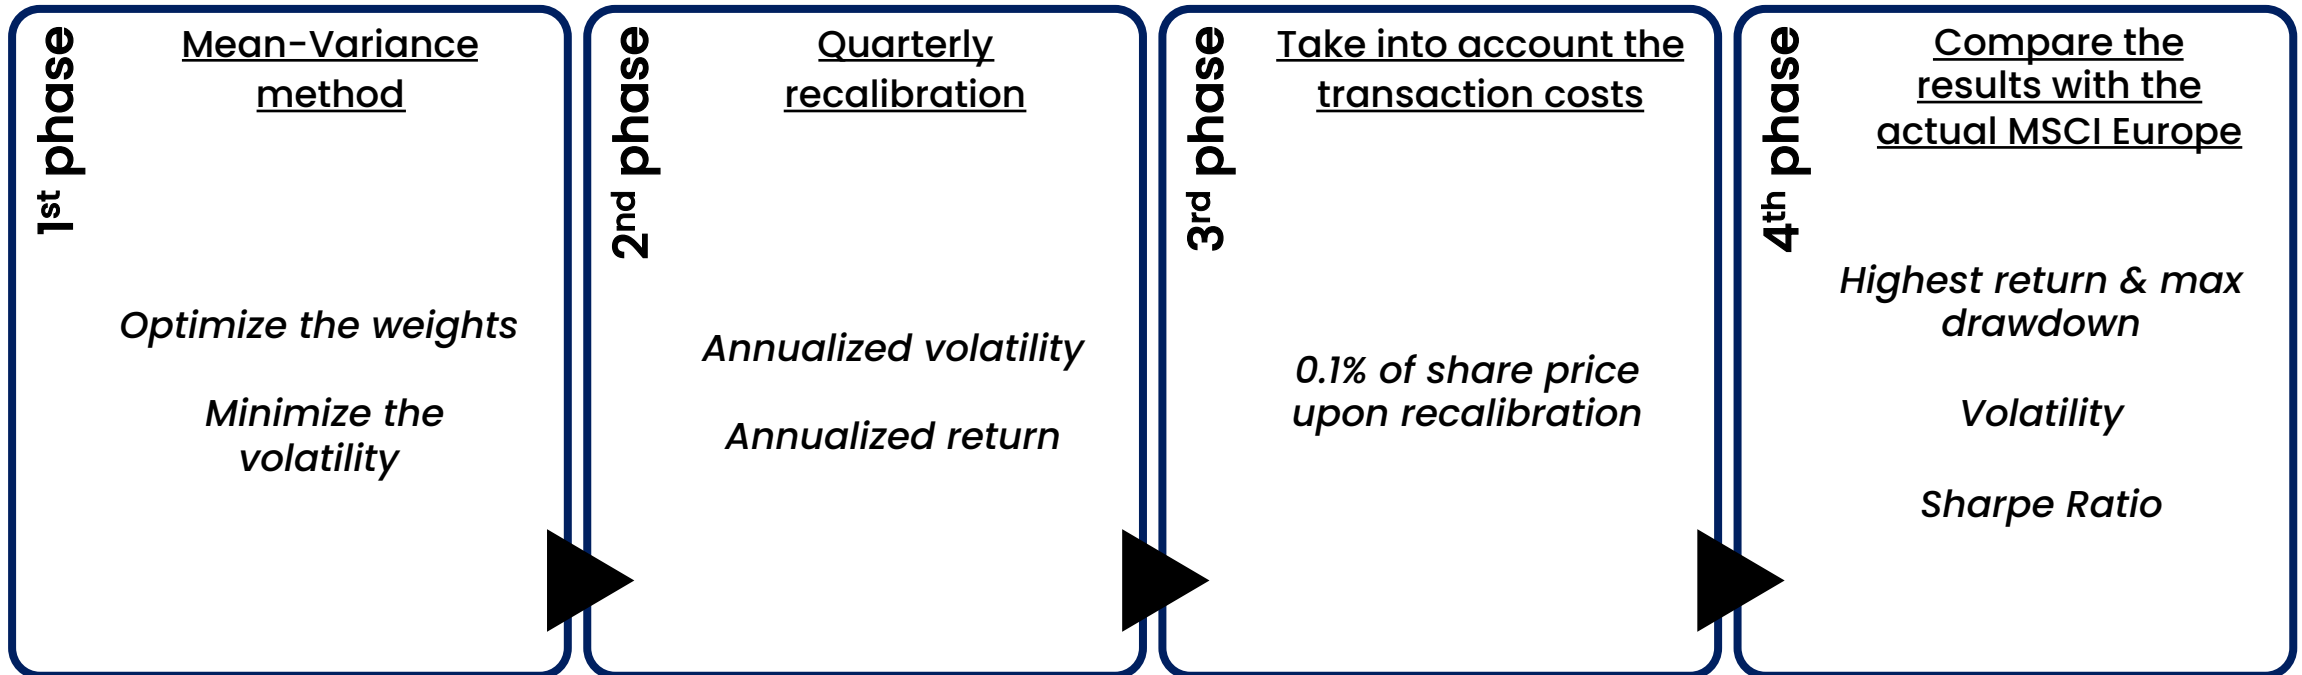 1st phase
Mean-Variance
method
Optimize the weights
Minimize the
volatility
2nd phase
Quarterly
recalibration
Annualized volatility
Annualized return
3rd phase
Take into account the
transaction costs
0.1% of share price
upon recalibration
4th phase
Compare the
results with the
actual MSCI Europe
Highest return & max
drawdown
Volatility
Sharpe Ratio